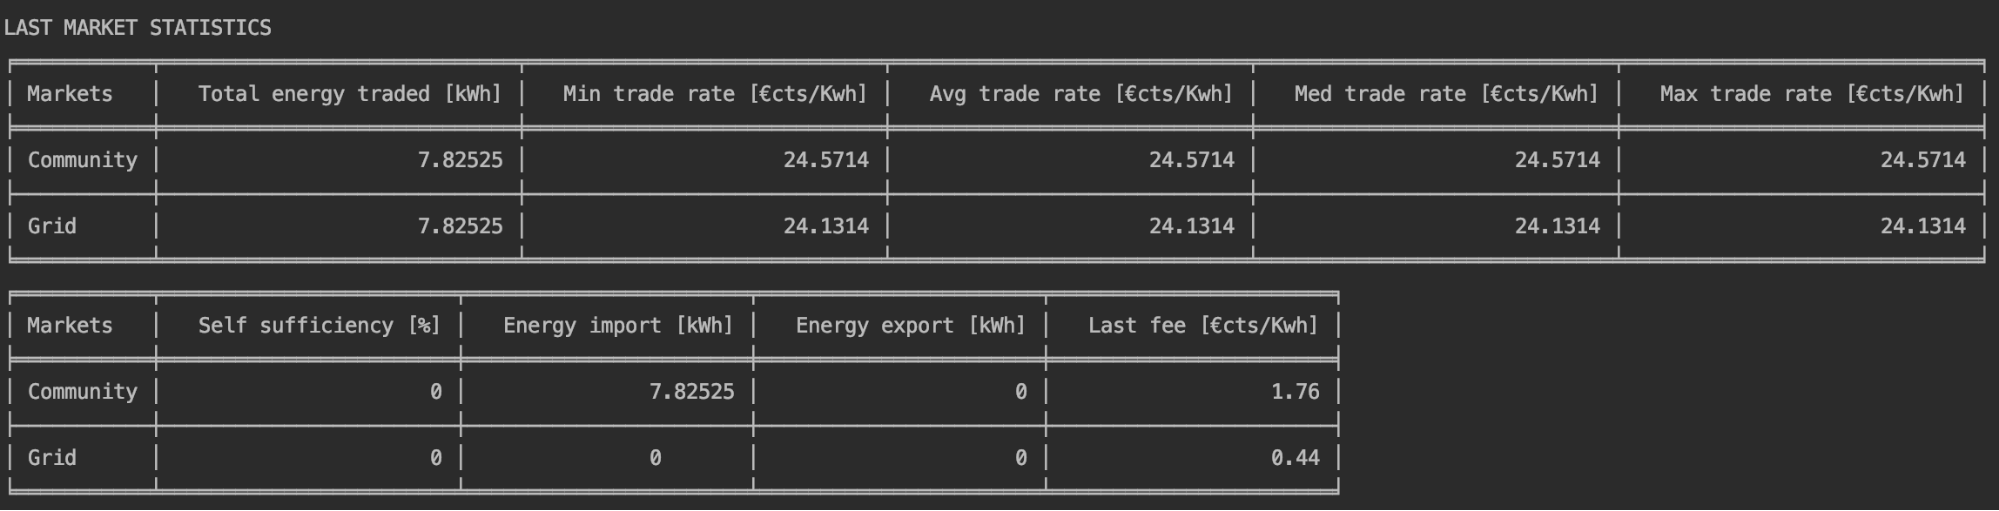 LAST MARKET STATISTICS
Markets Total energy traded [kWh] Min trade rate [€cts/Kwh] Avg trade rate [€cts/Kwh] Med trade rate [€cts/Kwh] Max trade rate [€cts/Kwh]
Community 7.82525 24.5714 24.5714 24.5714 24.5714
Grid 7.82525 24.1314 24.1314 24.1314 24.1314
Markets Self sufficiency [%] Energy import [kWh] Energy export [kWh] Last fee [€cts/Kwh]
Community 0 7.82525 0 1.76
Grid 0 0 0 0.44